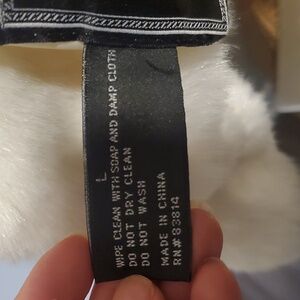 L
WIPE CLEAN WITH SOAP AND DAMP CLOTH
DO NOT DRY CLEAN
DO NOT WASH
MADE IN CHINA
RN# 83814